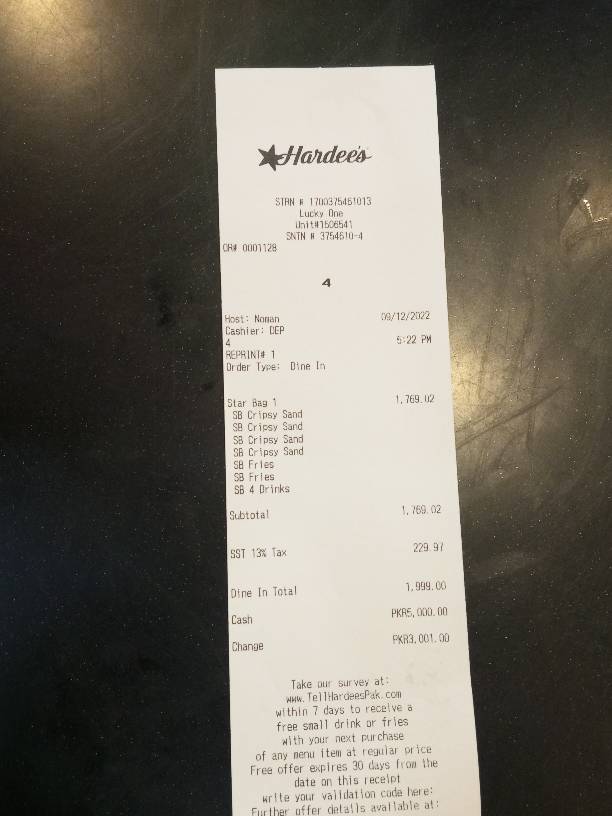 Hardee's
STRN # 1700375461013
Lucky One
Unit#1506541
SNTN # 3754610-4
OR# 0001128
4
Host: Noman 09/12/2022
Cashier: DEP
4 5:22 PM
REPRINT# 1
Order Type: Dine In
Star Bag 1 1,769.02
SB Cripsy Sand
SB Cripsy Sand
SB Cripsy Sand
SB Cripsy Sand
SB Fries
SB Fries
SB 4 Drinks
Subtotal 1,769.02
SST 13% Tax 229.97
Dine In Total 1,999.00
Cash PKR5,000.00
Change PKR3,001.00
Take our survey at:
www.TellHardeesPak.com
within 7 days to receive a
free small drink or fries
with your next purchase
of any menu item at regular price
Free offer expires 30 days from the
date on this receipt
write your validation code here:
Further offer details available at: